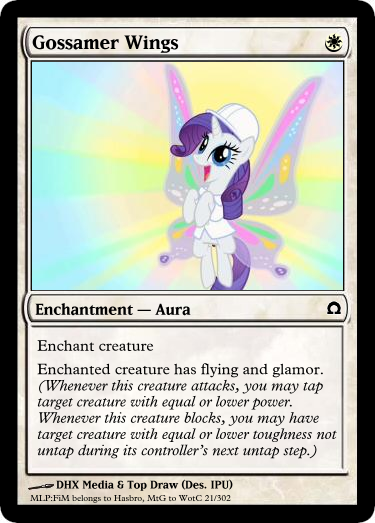 Gossamer Wings
Enchantment — Aura
Enchant creature
Enchanted creature has flying and glamor.
(Whenever this creature attacks, you may tap
target creature with equal or lower power.
Whenever this creature blocks, you may have
target creature with equal or lower toughness not
untap during its controller's next untap step.)
DHX Media & Top Draw (Des. IPU)
MLP:FiM belongs to Hasbro, MtG to WotC 21/302